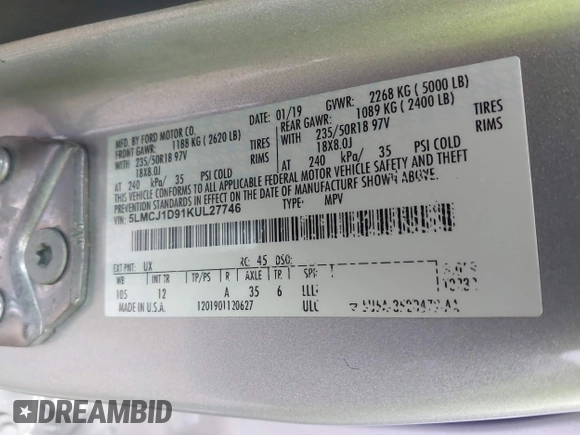 MFD. BY FORD MOTOR CO.
DATE: 01/19 GVWR: 2268 KG ( 5000 LB)
FRONT GAWR: 1188 KG ( 2620 LB) REAR GAWR: 1089 KG ( 2400 LB)
WITH 235/50R18 97V TIRES WITH 235/50R18 97V TIRES
18X8.0J RIMS 18X8.0J RIMS
AT 240 kPa/ 35 PSI COLD AT 240 kPa/ 35 PSI COLD
THIS VEHICLE CONFORMS TO ALL APPLICABLE FEDERAL MOTOR VEHICLE SAFETY AND THEFT
PREVENTION STANDARDS IN EFFECT ON THE DATE OF MANUFACTURE SHOWN ABOVE.
VIN: 5LMCJ1D91KUL27746 TYPE: MPV
EXT PNT: UX RC: 45 DSO:
WB INT TR TP/PS R AXLE TR SPR
105 12 A 35 6
MADE IN U.S.A. 1201901120627
DREAMBID